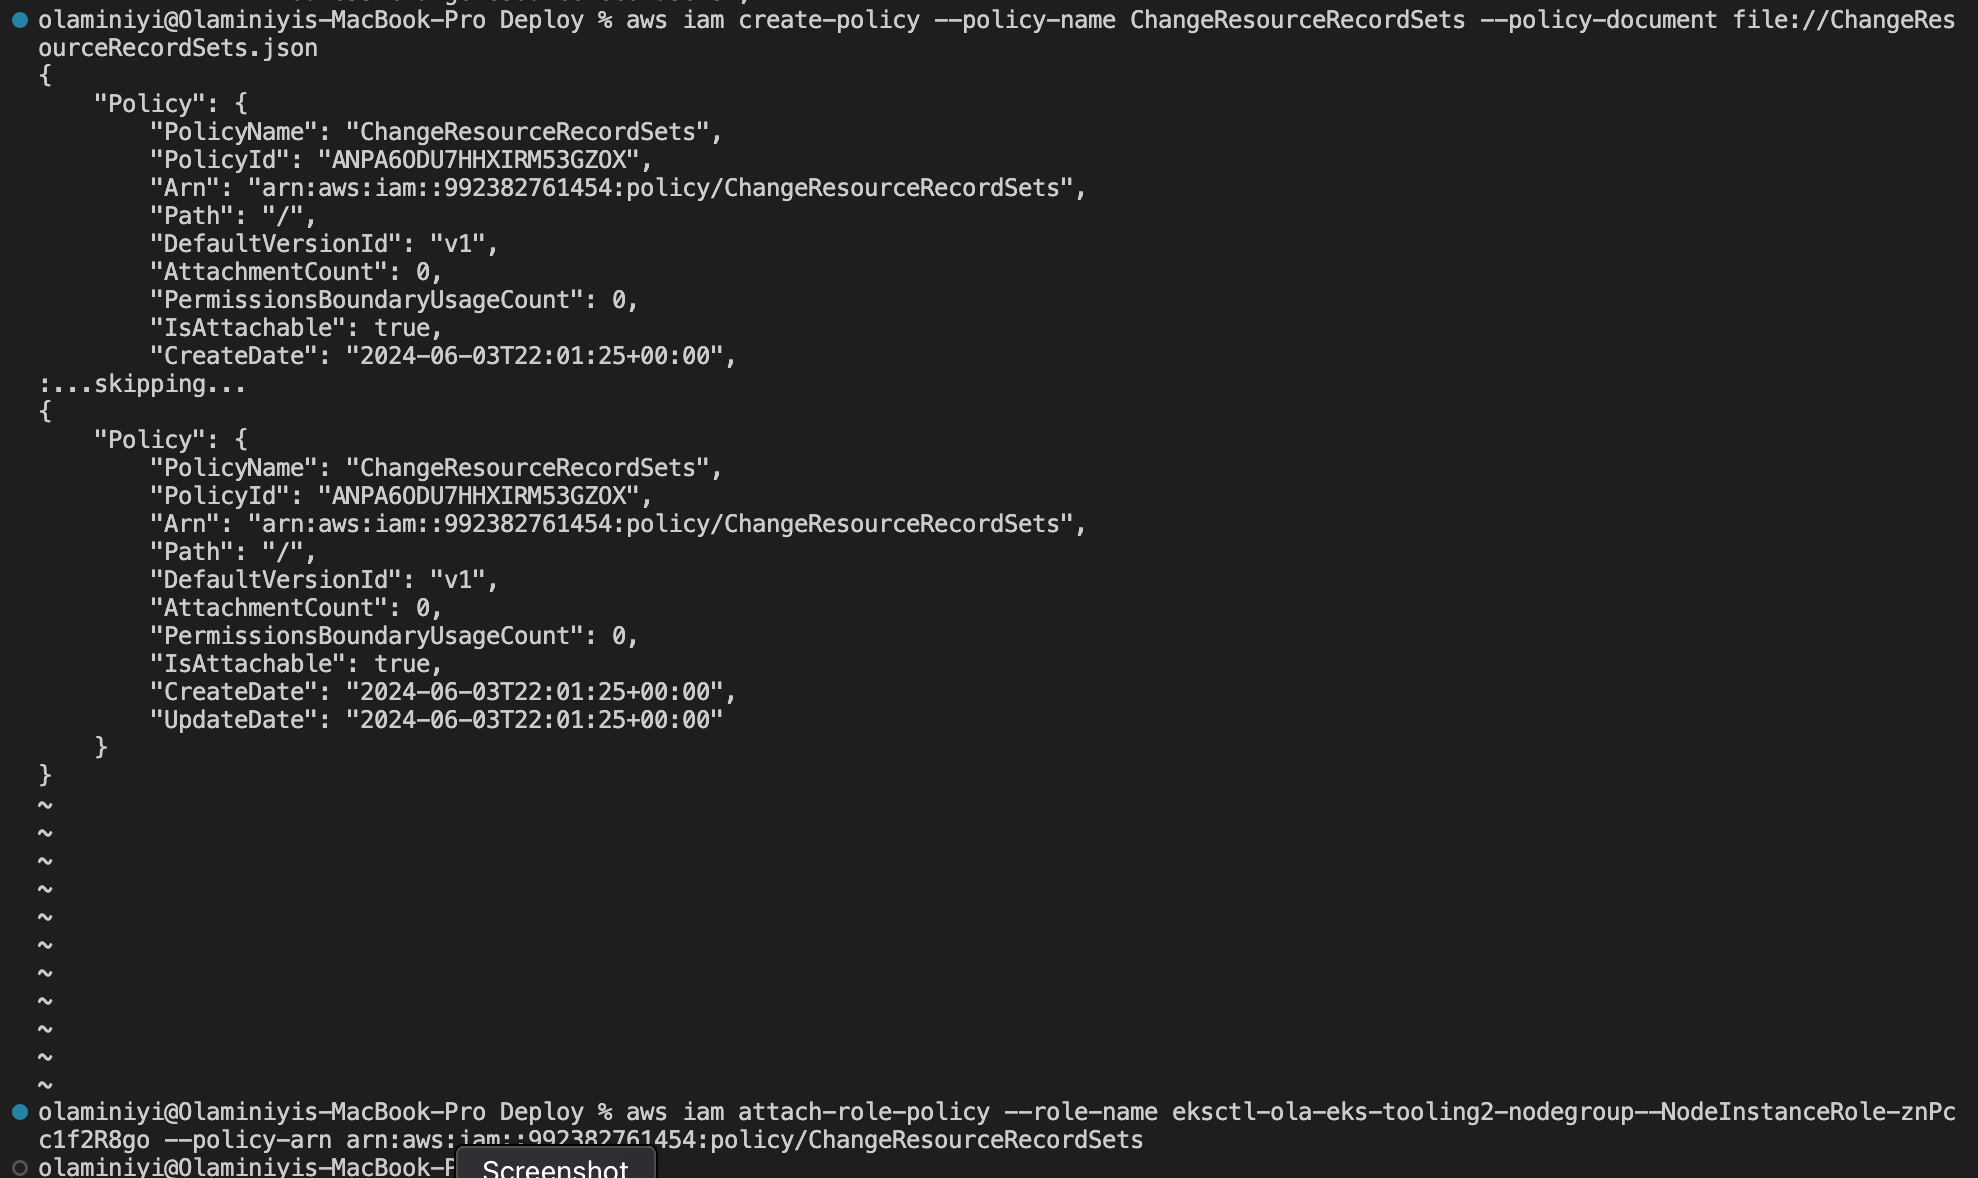 olaminiyi@Olaminiyis-MacBook-Pro Deploy % aws iam create-policy --policy-name ChangeResourceRecordSets --policy-document file://ChangeRes
ourceRecordSets.json
{
    "Policy": {
        "PolicyName": "ChangeResourceRecordSets",
        "PolicyId": "ANPA6ODU7HHXIRM53GZOX",
        "Arn": "arn:aws:iam::992382761454:policy/ChangeResourceRecordSets",
        "Path": "/",
        "DefaultVersionId": "v1",
        "AttachmentCount": 0,
        "PermissionsBoundaryUsageCount": 0,
        "IsAttachable": true,
        "CreateDate": "2024-06-03T22:01:25+00:00",
:...skipping...
{
    "Policy": {
        "PolicyName": "ChangeResourceRecordSets",
        "PolicyId": "ANPA6ODU7HHXIRM53GZOX",
        "Arn": "arn:aws:iam::992382761454:policy/ChangeResourceRecordSets",
        "Path": "/",
        "DefaultVersionId": "v1",
        "AttachmentCount": 0,
        "PermissionsBoundaryUsageCount": 0,
        "IsAttachable": true,
        "CreateDate": "2024-06-03T22:01:25+00:00",
        "UpdateDate": "2024-06-03T22:01:25+00:00"
    }
}
~
~
~
~
~
~
~
~
~
~
~
olaminiyi@Olaminiyis-MacBook-Pro Deploy % aws iam attach-role-policy --role-name eksctl-ola-eks-tooling2-nodegroup--NodeInstanceRole-znPc
c1f2R8go --policy-arn arn:aws:iam::992382761454:policy/ChangeResourceRecordSets
olaminiyi@Olaminiyis-MacBook-P
Screenshot